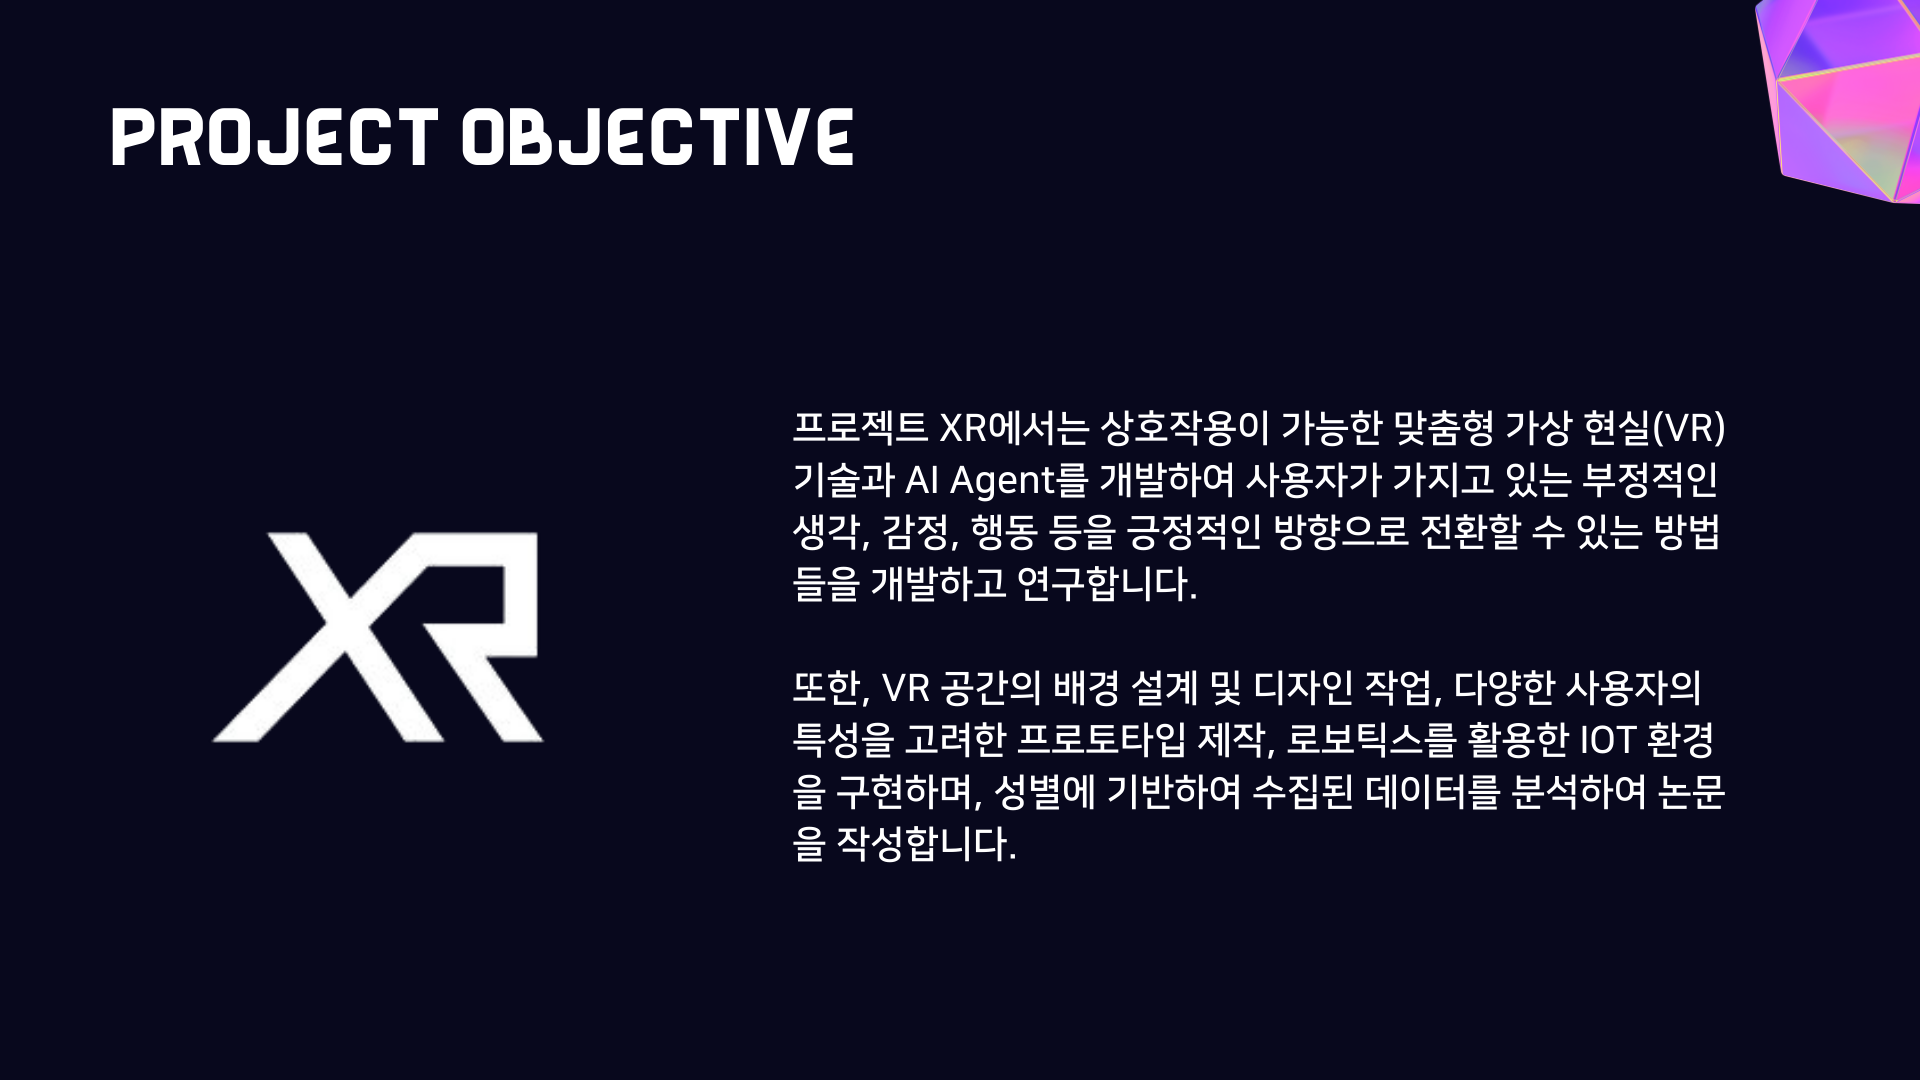 PROJECT OBJECTIVE
프로젝트 XR에서는 상호작용이 가능한 맞춤형 가상 현실(VR)
기술과 AI Agent를 개발하여 사용자가 가지고 있는 부정적인
생각, 감정, 행동 등을 긍정적인 방향으로 전환할 수 있는 방법
들을 개발하고 연구합니다.
XR
또한, VR 공간의 배경 설계 및 디자인 작업, 다양한 사용자의
특성을 고려한 프로토타입 제작, 로보틱스를 활용한 IOT 환경
을 구현하며, 성별에 기반하여 수집된 데이터를 분석하여 논문
을 작성합니다.